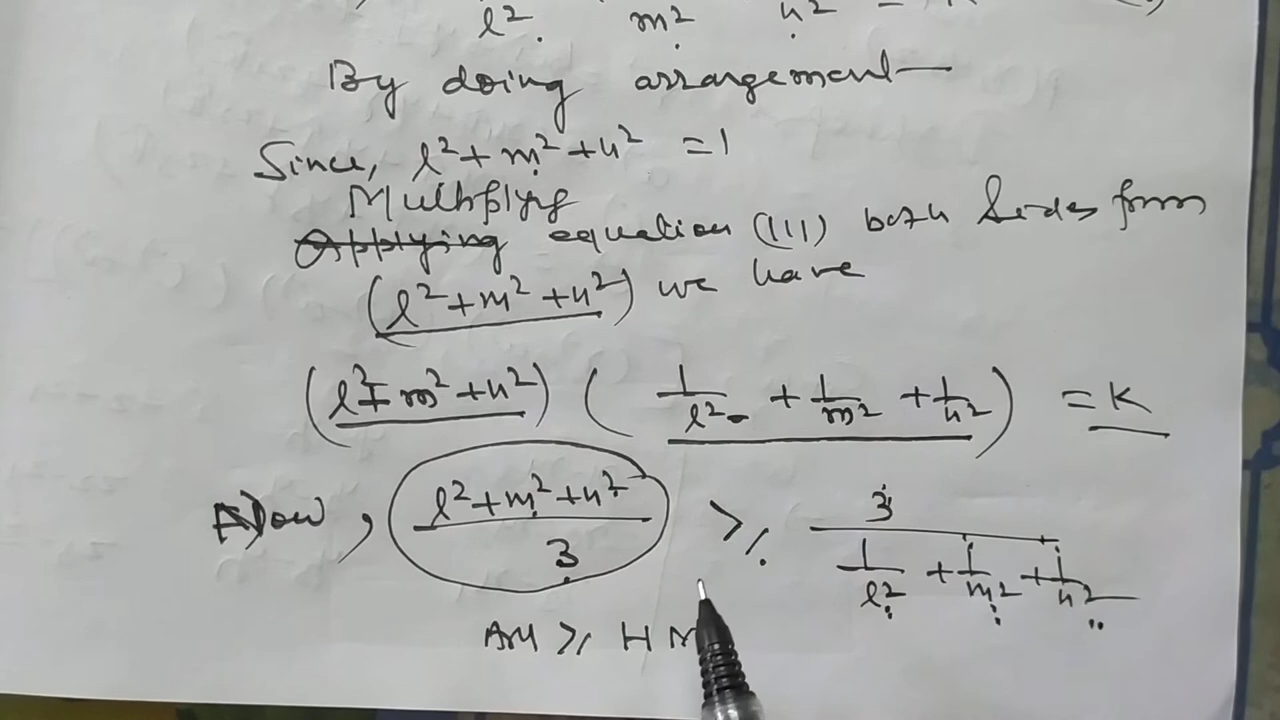 l² m² n²
By doing arrangement—
Since, l²+m²+n² =1
Multiplyg
Applying equation (III) both sides from
(l²+m²+n²) we have
(l²+m²+n²) ( 1/l² + 1/m² + 1/n² ) = K
Now, (l²+m²+n²)/3 ⩾ 3/(1/l² + 1/m² + 1/n²)
AM ⩾ HM